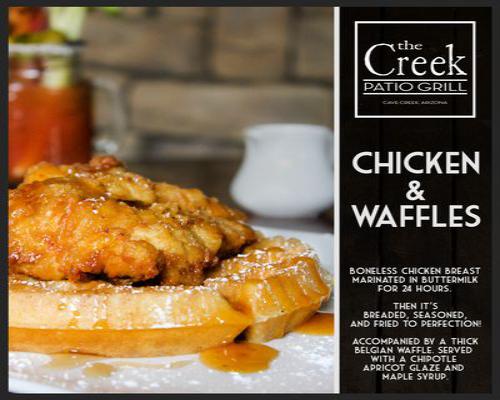 the
Creek
PATIO GRILL
CAVE CREEK, ARIZONA
CHICKEN
&
WAFFLES
BONELESS CHICKEN BREAST
MARINATED IN BUTTERMILK
FOR 24 HOURS.
THEN IT'S
BREADED, SEASONED,
AND FRIED TO PERFECTION!
ACCOMPANIED BY A THICK
BELGIAN WAFFLE. SERVED
WITH A CHIPOTLE
APRICOT GLAZE AND
MAPLE SYRUP.